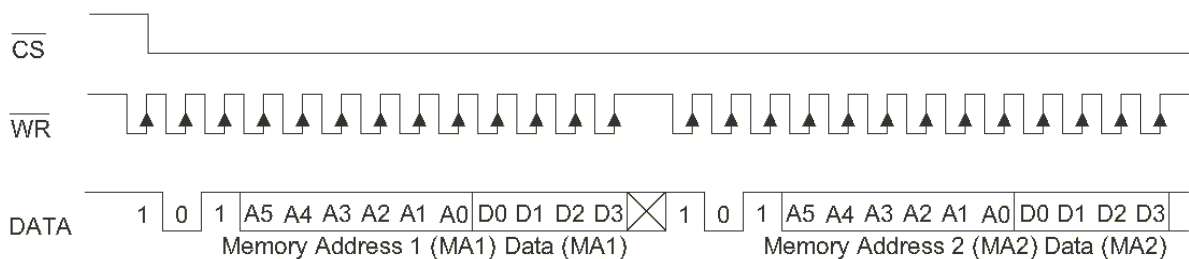 CS
WR
DATA 1 0 1 A5 A4 A3 A2 A1 A0 D0 D1 D2 D3 1 0 1 A5 A4 A3 A2 A1 A0 D0 D1 D2 D3
Memory Address 1 (MA1) Data (MA1) Memory Address 2 (MA2) Data (MA2)